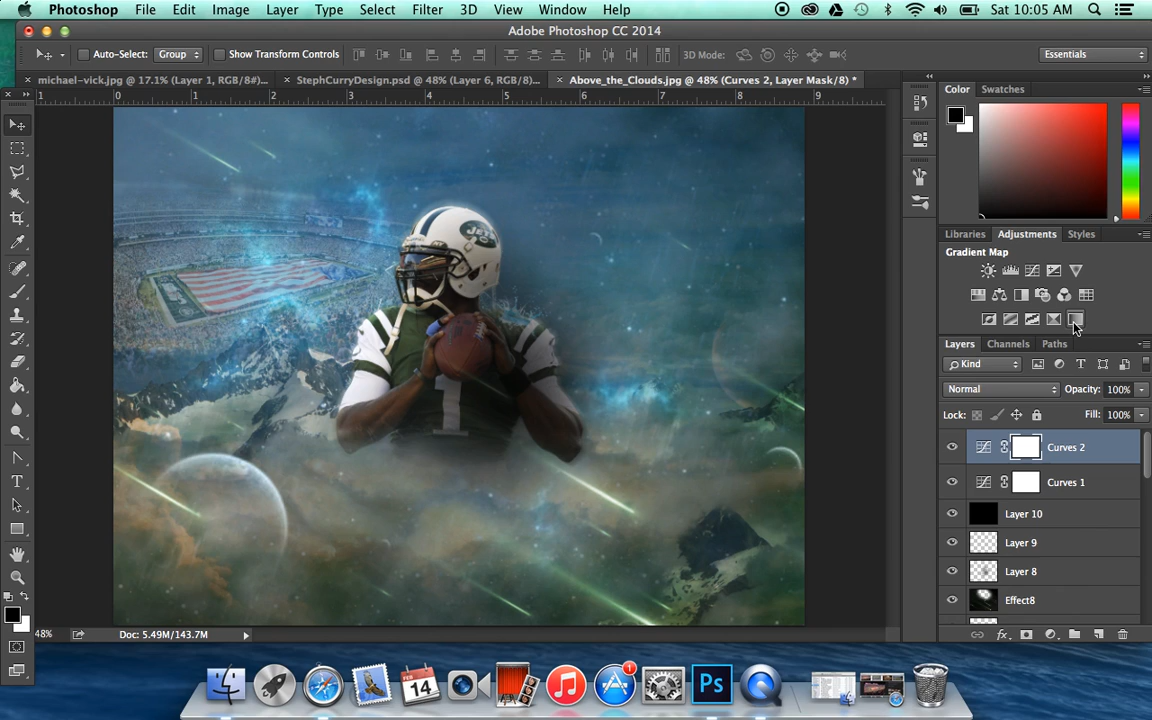 Photoshop File Edit Image Layer Type Select Filter 3D View Window Help Sat 10:05 AM
Adobe Photoshop CC 2014
Auto-Select: Group Show Transform Controls 3D Mode: Essentials
michael-vick.jpg @ 17.1% (Layer 1, RGB/8#)... StephCurryDesign.psd @ 48% (Layer 6, RGB/8)... Above_the_Clouds.jpg @ 48% (Curves 2, Layer Mask/8) *
1 0 1 2 3 4 5 6 7 8 9
Color Swatches
Libraries Adjustments Styles
Gradient Map
Layers Channels Paths
Kind
Normal Opacity: 100%
Lock: Fill: 100%
Curves 2
Curves 1
Layer 10
Layer 9
Layer 8
Effect8
JETS
1
48% Doc: 5.49M/143.7M
FEB
14
1
Ps